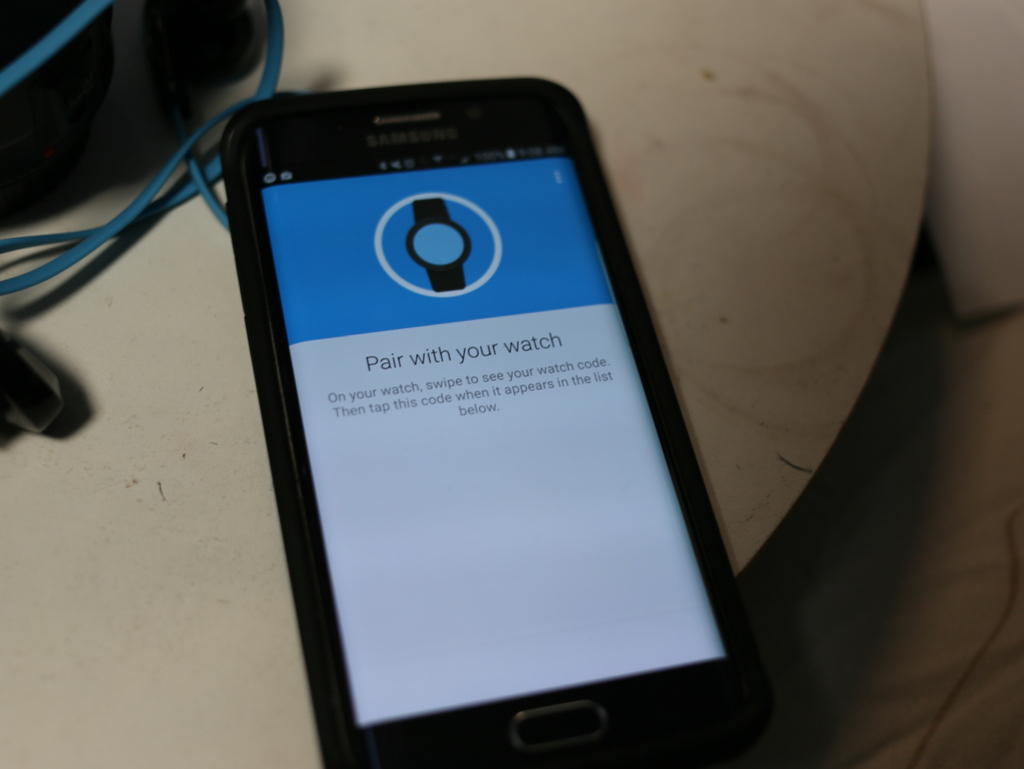 SAMSUNG
100%
Pair with your watch
On your watch, swipe to see your watch code.
Then tap this code when it appears in the list
below.